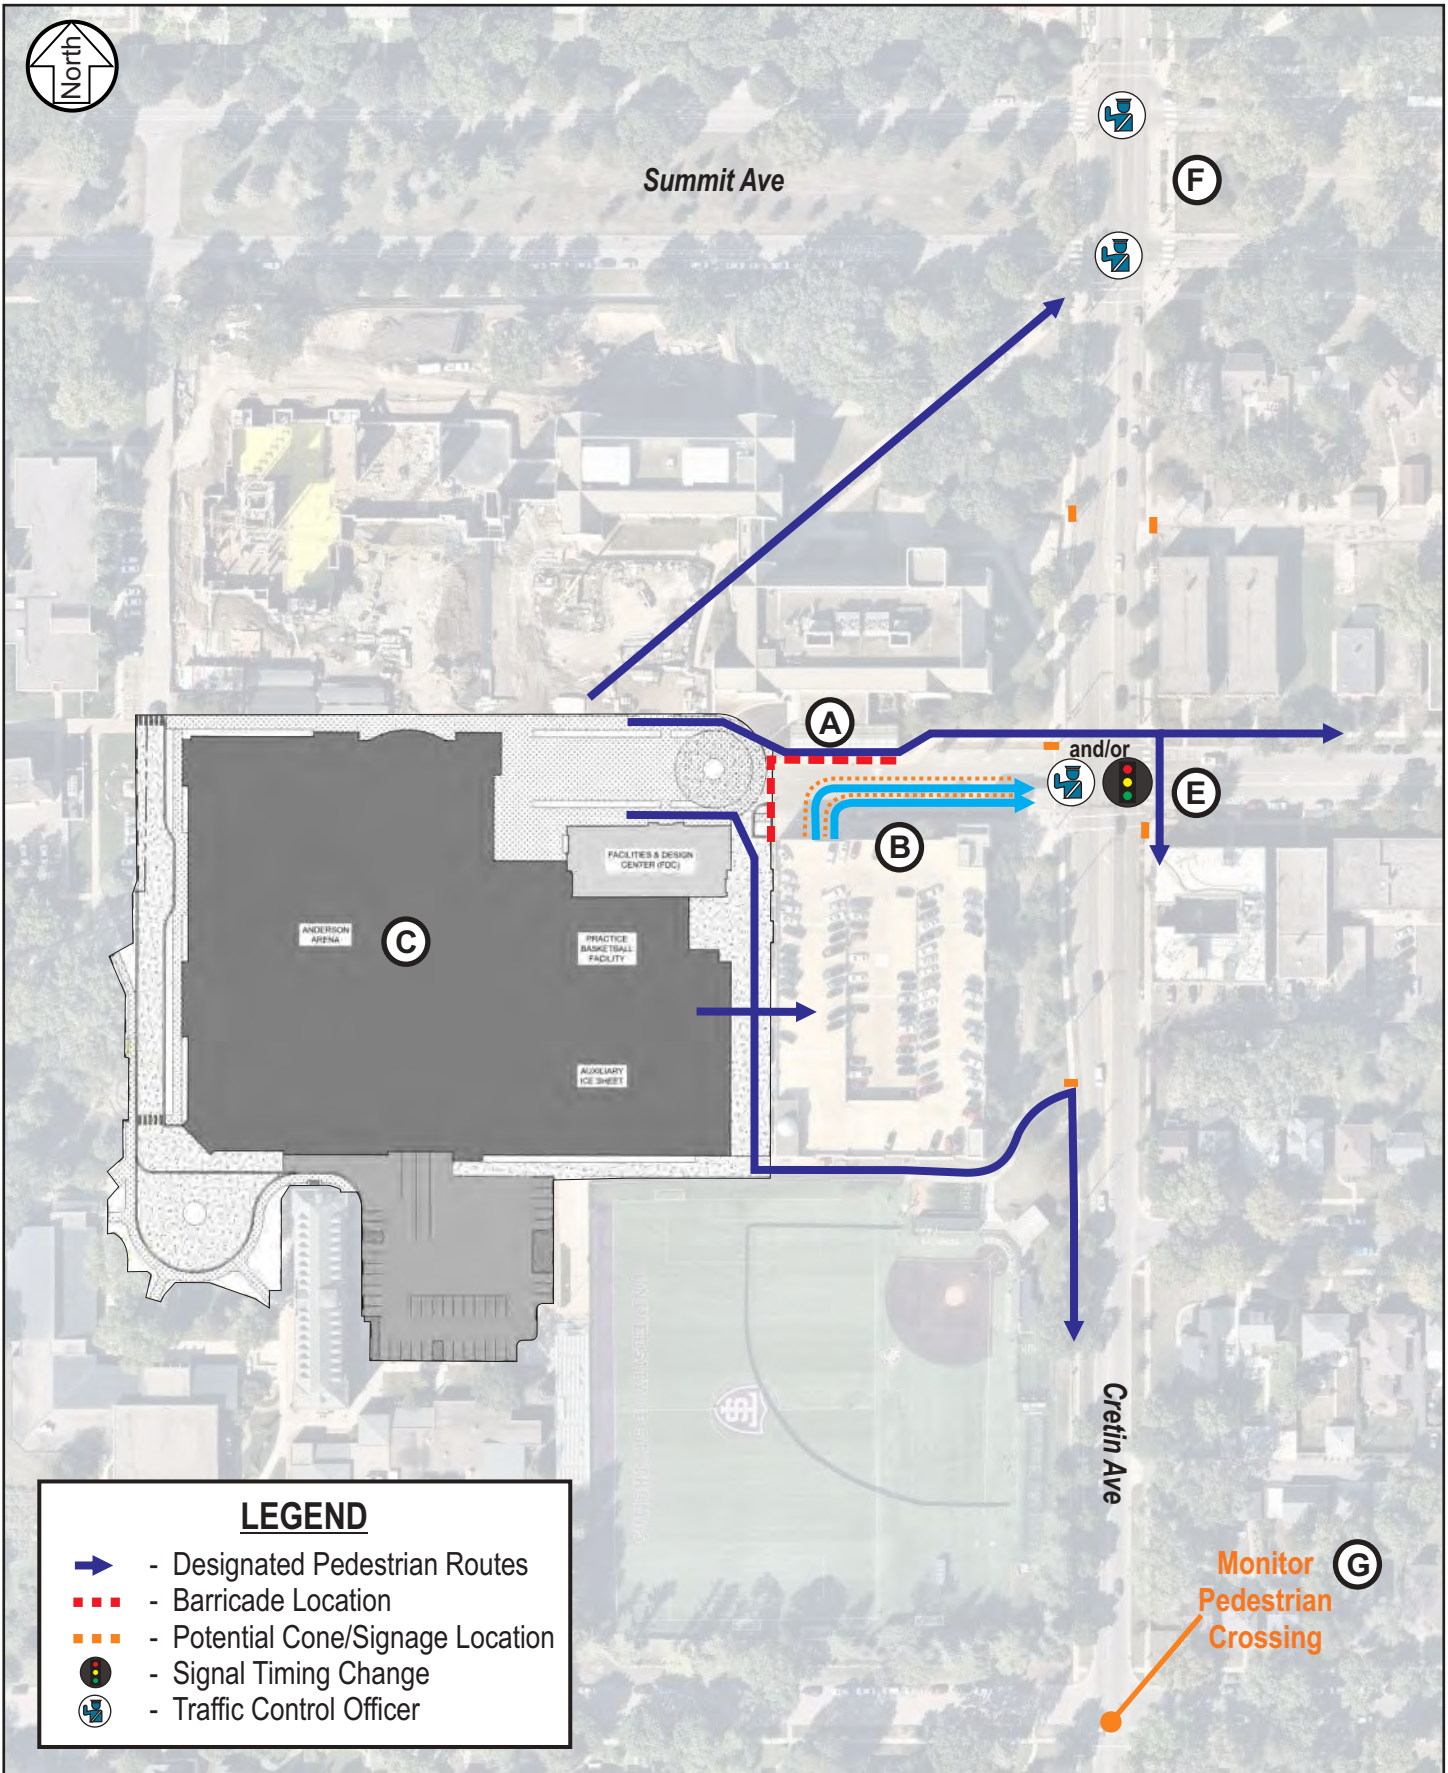 North
Summit Ave
F
A
and/or
E
B
FACILITIES & DESIGN
CENTER (FDC)
ANDERSON
ARENA
C
PRACTICE
BASKETBALL
FACILITY
AUXILIARY
ICE SHEET
Cretin Ave
LEGEND
- Designated Pedestrian Routes
- Barricade Location
- Potential Cone/Signage Location
- Signal Timing Change
- Traffic Control Officer
Monitor
Pedestrian
Crossing
G